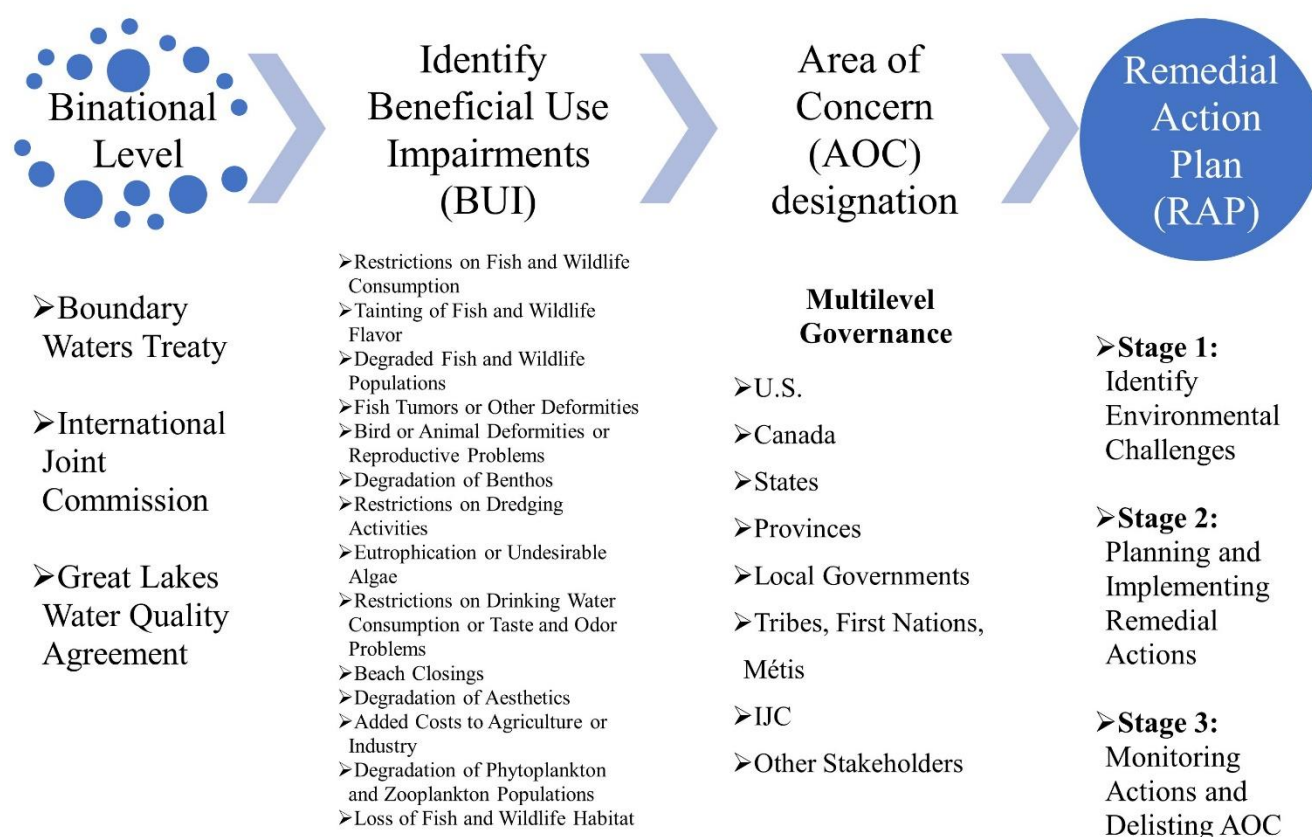 Binational
Level
➢Boundary
Waters Treaty
➢International
Joint
Commission
➢Great Lakes
Water Quality
Agreement
Identify
Beneficial Use
Impairments
(BUI)
➢Restrictions on Fish and Wildlife
Consumption
➢Tainting of Fish and Wildlife
Flavor
➢Degraded Fish and Wildlife
Populations
➢Fish Tumors or Other Deformities
➢Bird or Animal Deformities or
Reproductive Problems
➢Degradation of Benthos
➢Restrictions on Dredging
Activities
➢Eutrophication or Undesirable
Algae
➢Restrictions on Drinking Water
Consumption or Taste and Odor
Problems
➢Beach Closings
➢Degradation of Aesthetics
➢Added Costs to Agriculture or
Industry
➢Degradation of Phytoplankton
and Zooplankton Populations
➢Loss of Fish and Wildlife Habitat
Area of
Concern
(AOC)
designation
Multilevel
Governance
➢U.S.
➢Canada
➢States
➢Provinces
➢Local Governments
➢Tribes, First Nations,
Métis
➢IJC
➢Other Stakeholders
Remedial
Action
Plan
(RAP)
➢Stage 1:
Identify
Environmental
Challenges
➢Stage 2:
Planning and
Implementing
Remedial
Actions
➢Stage 3:
Monitoring
Actions and
Delisting AOC